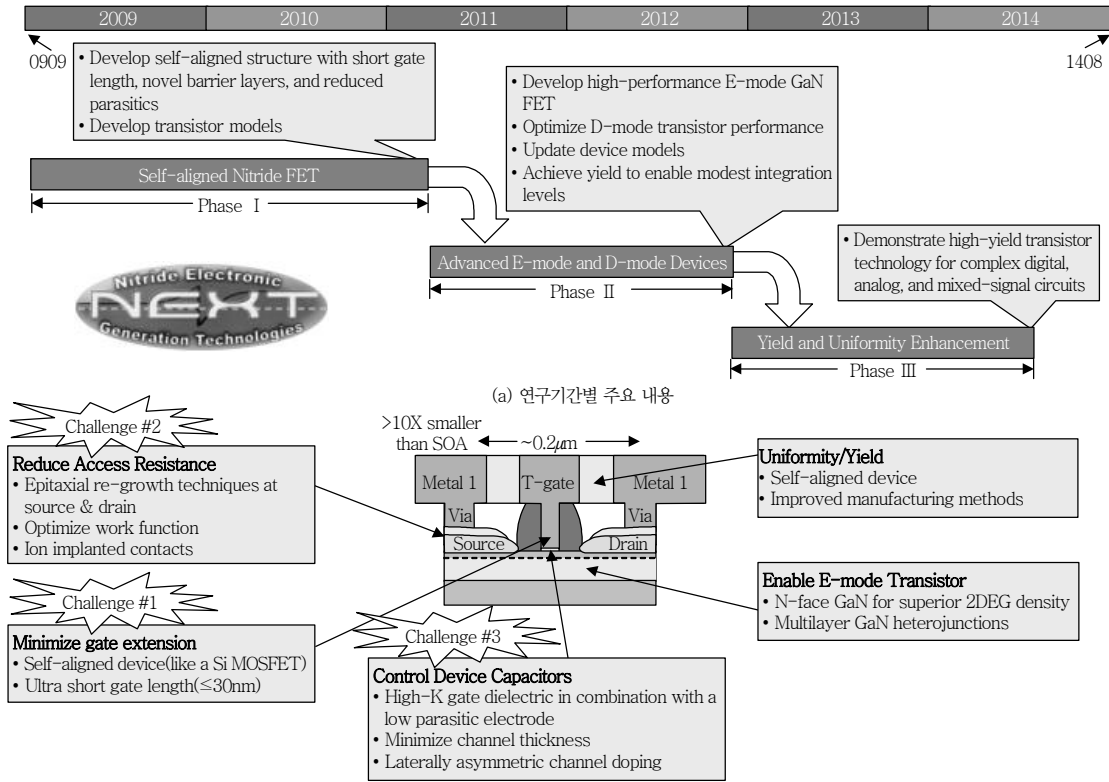 2009 2010 2011 2012 2013 2014
0909
1408
• Develop self-aligned structure with short gate
length, novel barrier layers, and reduced
parasitics
• Develop transistor models
• Develop high-performance E-mode GaN
FET
• Optimize D-mode transistor performance
• Update device models
• Achieve yield to enable modest integration
levels
Self-aligned Nitride FET
Phase Ⅰ
• Demonstrate high-yield transistor
technology for complex digital,
analog, and mixed-signal circuits
Advanced E-mode and D-mode Devices
Phase Ⅱ
Nitride Electronic
NEXT
Generation Technologies
Yield and Uniformity Enhancement
Phase Ⅲ
(a) 연구기간별 주요 내용
Challenge #2
Reduce Access Resistance
• Epitaxial re-growth techniques at
source & drain
• Optimize work function
• Ion implanted contacts
Challenge #1
Minimize gate extension
• Self-aligned device(like a Si MOSFET)
• Ultra short gate length(≤30nm)
>10X smaller
than SOA
~0.2μm
Metal 1 T-gate Metal 1
Via Via
Source Drain
Challenge #3
Control Device Capacitors
• High-K gate dielectric in combination with a
low parasitic electrode
• Minimize channel thickness
• Laterally asymmetric channel doping
Uniformity/Yield
• Self-aligned device
• Improved manufacturing methods
Enable E-mode Transistor
• N-face GaN for superior 2DEG density
• Multilayer GaN heterojunctions